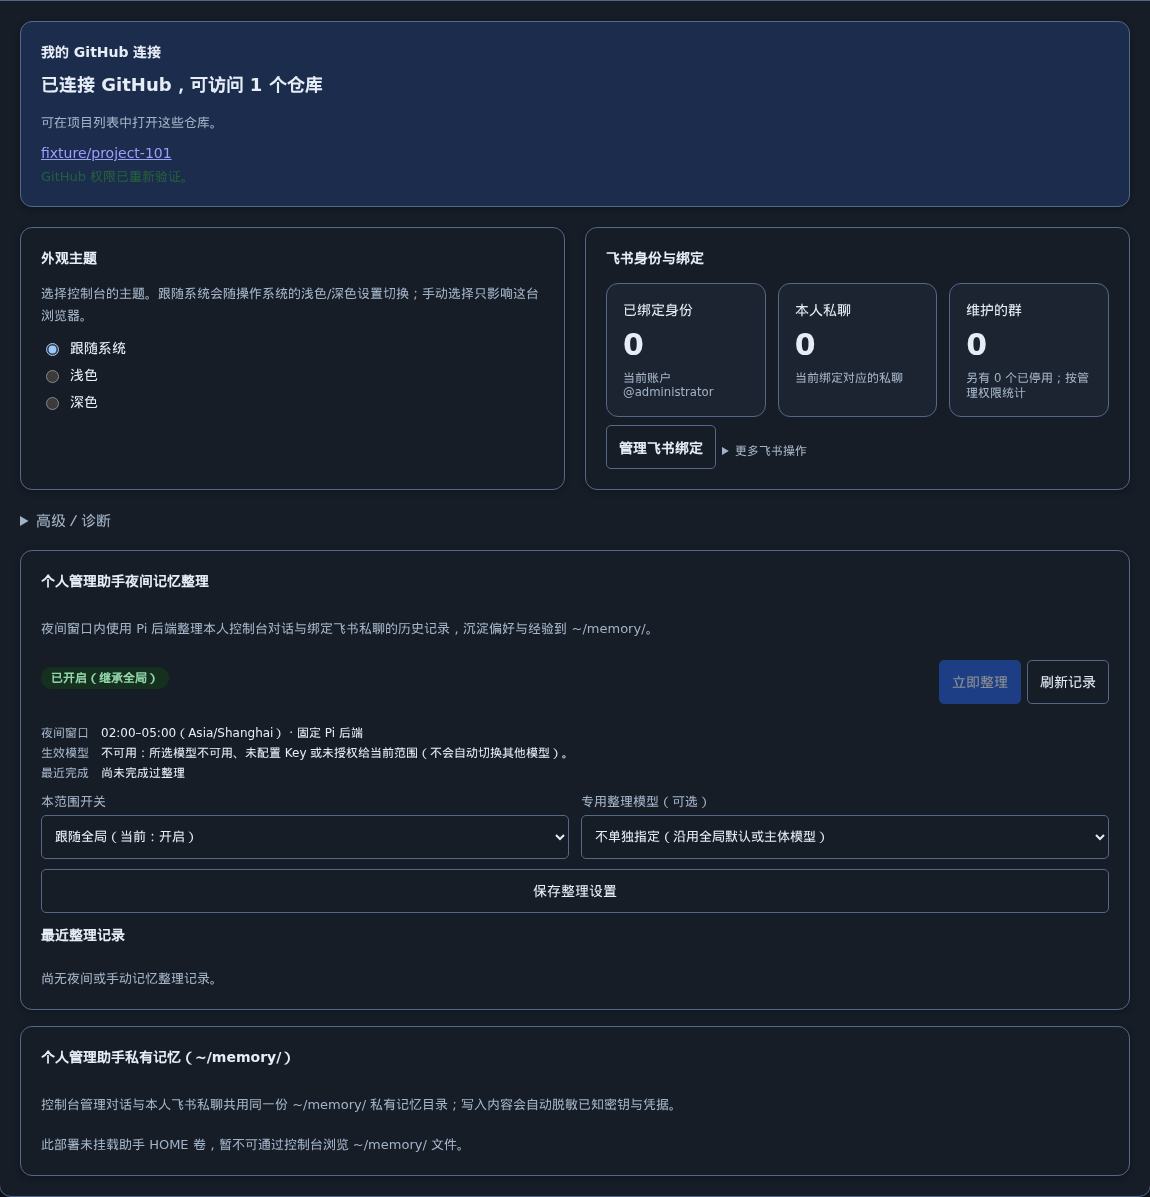 我的 GitHub 连接
已连接 GitHub，可访问 1 个仓库
可在项目列表中打开这些仓库。
fixture/project-101
GitHub 权限已重新验证。
外观主题
选择控制台的主题。跟随系统会随操作系统的浅色/深色设置切换；手动选择只影响这台
浏览器。
跟随系统
浅色
深色
飞书身份与绑定
已绑定身份
0
当前账户
@administrator
本人私聊
0
当前绑定对应的私聊
维护的群
0
另有 0 个已停用；按管
理权限统计
管理飞书绑定
更多飞书操作
高级 / 诊断
个人管理助手夜间记忆整理
夜间窗口内使用 Pi 后端整理本人控制台对话与绑定飞书私聊的历史记录，沉淀偏好与经验到 ~/memory/。
已开启（继承全局）
立即整理
刷新记录
夜间窗口 02:00–05:00（Asia/Shanghai） · 固定 Pi 后端
生效模型 不可用：所选模型不可用、未配置 Key 或未授权给当前范围（不会自动切换其他模型）。
最近完成 尚未完成过整理
本范围开关
跟随全局（当前：开启）
专用整理模型（可选）
不单独指定（沿用全局默认或主体模型）
保存整理设置
最近整理记录
尚无夜间或手动记忆整理记录。
个人管理助手私有记忆（~/memory/）
控制台管理对话与本人飞书私聊共用同一份 ~/memory/ 私有记忆目录；写入内容会自动脱敏已知密钥与凭据。
此部署未挂载助手 HOME 卷，暂不可通过控制台浏览 ~/memory/ 文件。